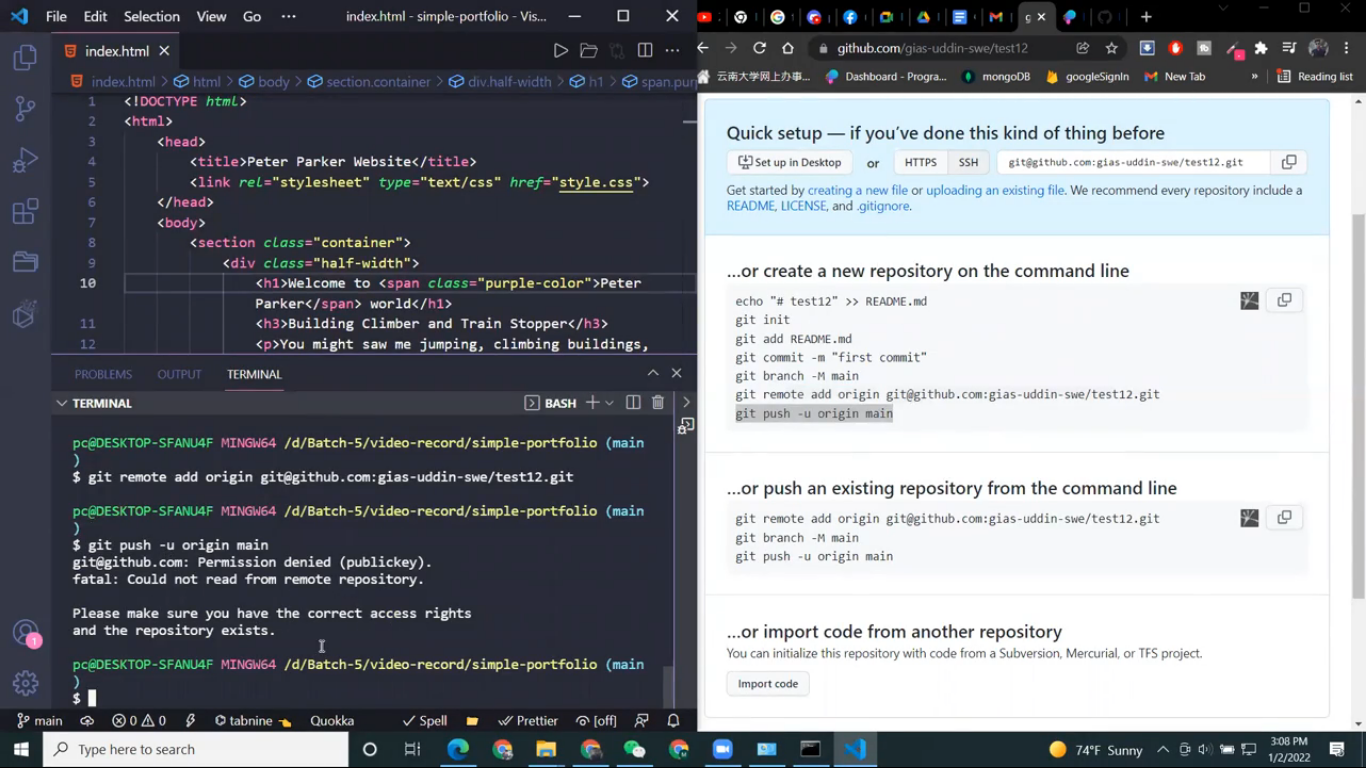 File Edit Selection View Go ··· index.html - simple-portfolio - Vis...
index.html
index.html > html > body > section.container > div.half-width > h1 > span.pur
1 <!DOCTYPE html>
2 <html>
3 <head>
4 <title>Peter Parker Website</title>
5 <link rel="stylesheet" type="text/css" href="style.css">
6 </head>
7 <body>
8 <section class="container">
9 <div class="half-width">
10 <h1>Welcome to <span class="purple-color">Peter
Parker</span> world</h1>
11 <h3>Building Climber and Train Stopper</h3>
12 <p>You might saw me jumping, climbing buildings,
PROBLEMS OUTPUT TERMINAL
TERMINAL BASH
pc@DESKTOP-SFANU4F MINGW64 /d/Batch-5/video-record/simple-portfolio (main
)
$ git remote add origin git@github.com:gias-uddin-swe/test12.git
pc@DESKTOP-SFANU4F MINGW64 /d/Batch-5/video-record/simple-portfolio (main
)
$ git push -u origin main
git@github.com: Permission denied (publickey).
fatal: Could not read from remote repository.
Please make sure you have the correct access rights
and the repository exists.
pc@DESKTOP-SFANU4F MINGW64 /d/Batch-5/video-record/simple-portfolio (main
)
$
1
main 0 0 tabnine Quokka Spell Prettier [off]
g
github.com/gias-uddin-swe/test12
云南大学网上办事... Dashboard - Progra... mongoDB googleSignIn New Tab » Reading list
Quick setup — if you’ve done this kind of thing before
Set up in Desktop or HTTPS SSH git@github.com:gias-uddin-swe/test12.git
Get started by creating a new file or uploading an existing file. We recommend every repository include a
README, LICENSE, and .gitignore.
…or create a new repository on the command line
echo "# test12" >> README.md
git init
git add README.md
git commit -m "first commit"
git branch -M main
git remote add origin git@github.com:gias-uddin-swe/test12.git
git push -u origin main
…or push an existing repository from the command line
git remote add origin git@github.com:gias-uddin-swe/test12.git
git branch -M main
git push -u origin main
…or import code from another repository
You can initialize this repository with code from a Subversion, Mercurial, or TFS project.
Import code
Type here to search
74°F Sunny
3:08 PM
1/2/2022